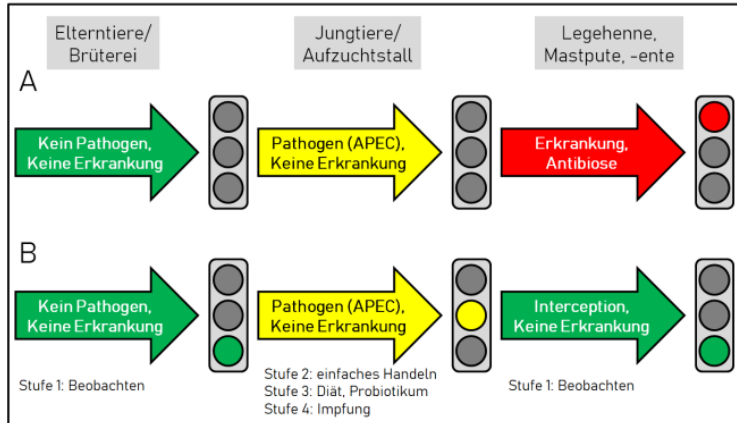 Elterntiere/
Brüterei
Jungtiere/
Aufzuchtstall
Legehenne,
Mastpute, -ente
A
Kein Pathogen,
Keine Erkrankung
Pathogen (APEC),
Keine Erkrankung
Erkrankung,
Antibiose
B
Kein Pathogen,
Keine Erkrankung
Pathogen (APEC),
Keine Erkrankung
Interception,
Keine Erkrankung
Stufe 1: Beobachten
Stufe 2: einfaches Handeln
Stufe 3: Diät, Probiotikum
Stufe 4: Impfung
Stufe 1: Beobachten